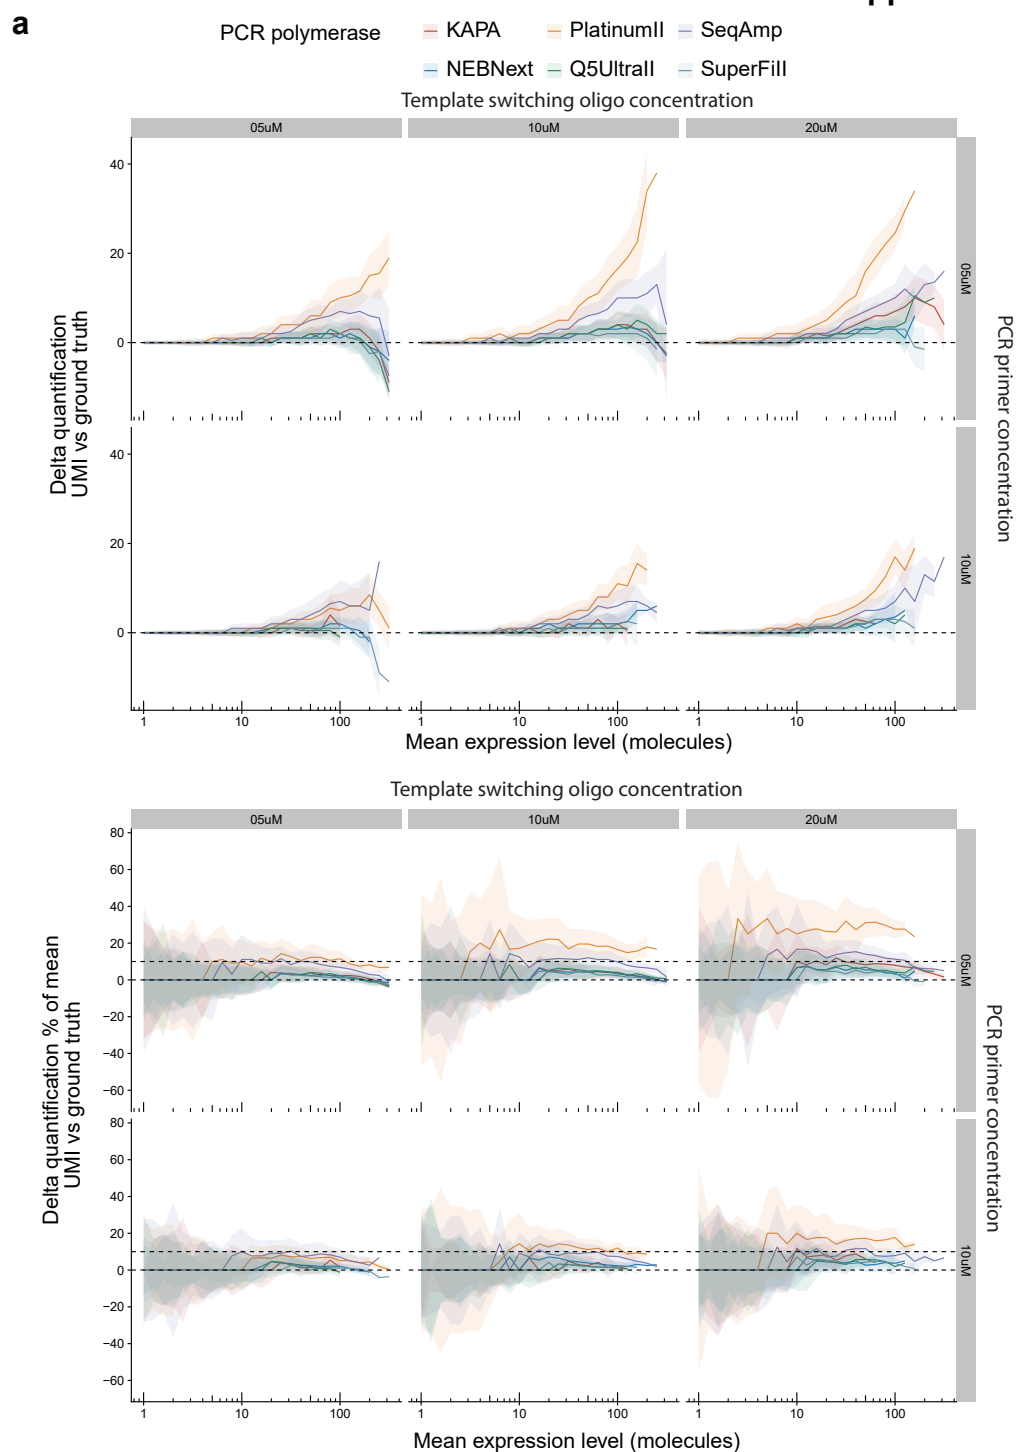 a
PCR polymerase
KAPA
PlatinumII
SeqAmp
NEBNext
Q5UltraII
SuperFiII
Template switching oligo concentration
05uM
10uM
20uM
40
20
0
05uM
40
20
0
10uM
Delta quantification
UMI vs ground truth
PCR primer concentration
1
10
100
1
10
100
1
10
100
Mean expression level (molecules)
Template switching oligo concentration
05uM
10uM
20uM
80
60
40
20
0
−20
−40
−60
05uM
80
60
40
20
0
−20
−40
−60
10uM
Delta quantification % of mean
UMI vs ground truth
PCR primer concentration
1
10
100
1
10
100
1
10
100
Mean expression level (molecules)